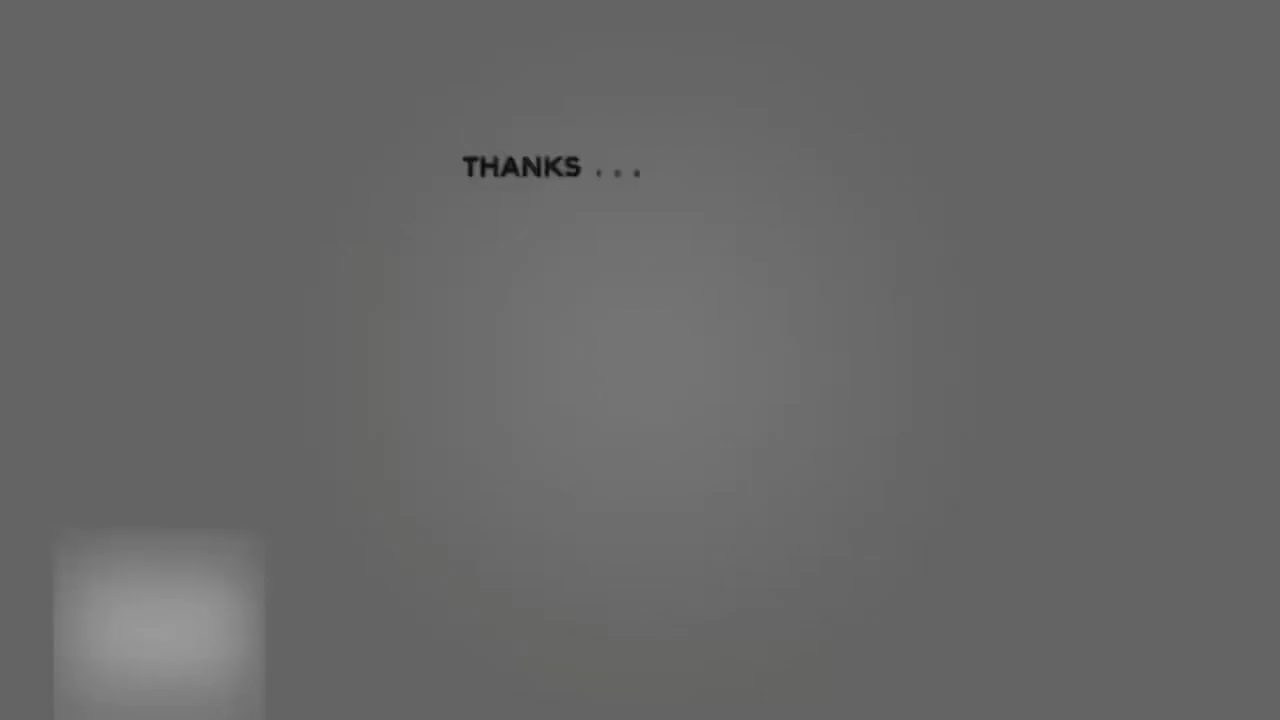 THANKS . . .